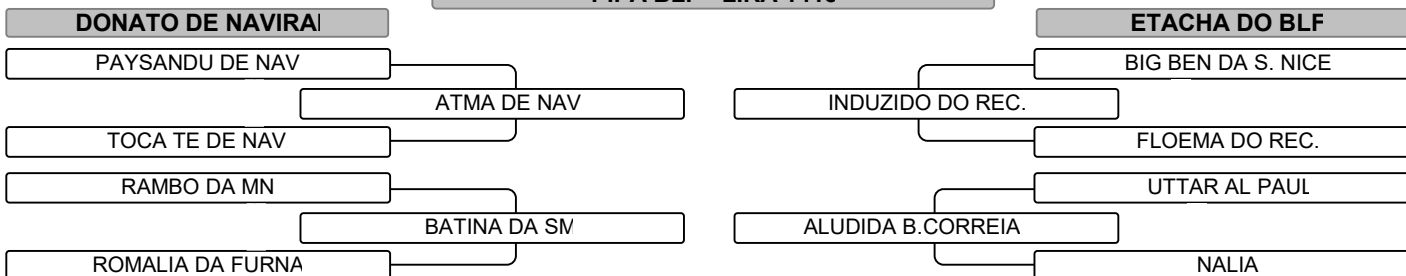 DONATO DE NAVIRAI
ETACHA DO BLF
PAYSANDU DE NAV
BIG BEN DA S. NICE
ATMA DE NAV
INDUZIDO DO REC.
TOCA TE DE NAV
FLOEMA DO REC.
RAMBO DA MN
UTTAR AL PAUL
BATINA DA SM
ALUDIDA B.CORREIA
ROMALIA DA FURNA
NALIA